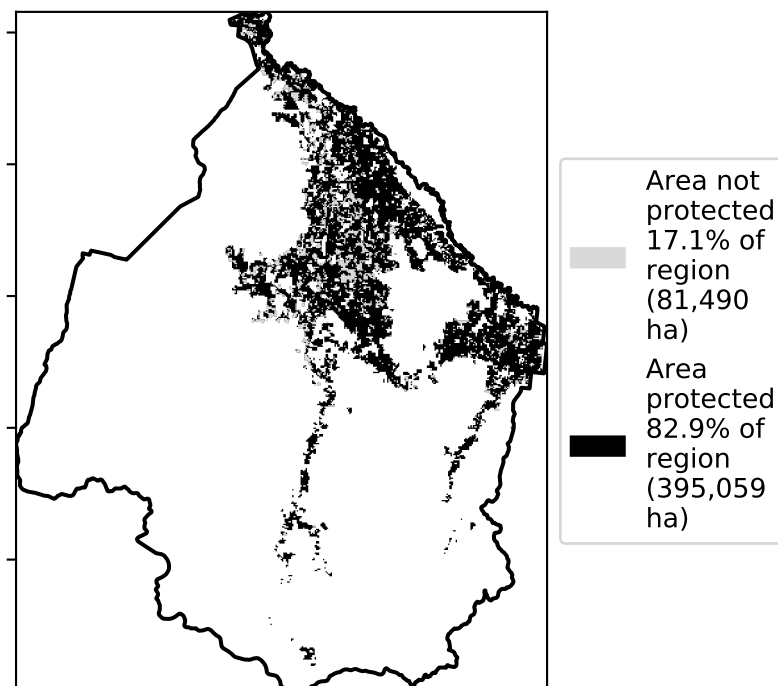 Area not
protected
17.1% of
region
(81,490
ha)
Area
protected
82.9% of
region
(395,059
ha)